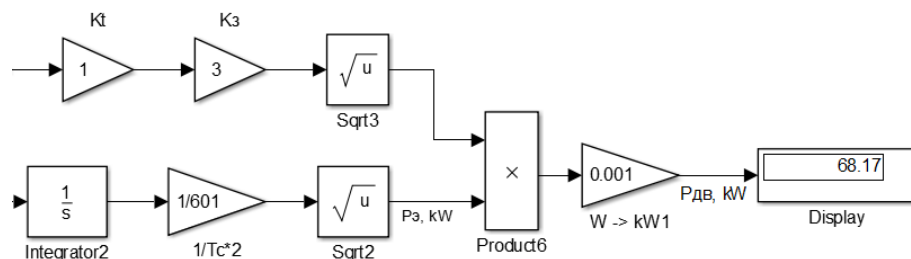 Kt
Kз
1
3
√u
Sqrt3
×
0.001
68.17
Pдв, kW
Display
W -> kW1
Product6
1
s
1/601
√u
Pэ, kW
Integrator2
1/Tc*2
Sqrt2